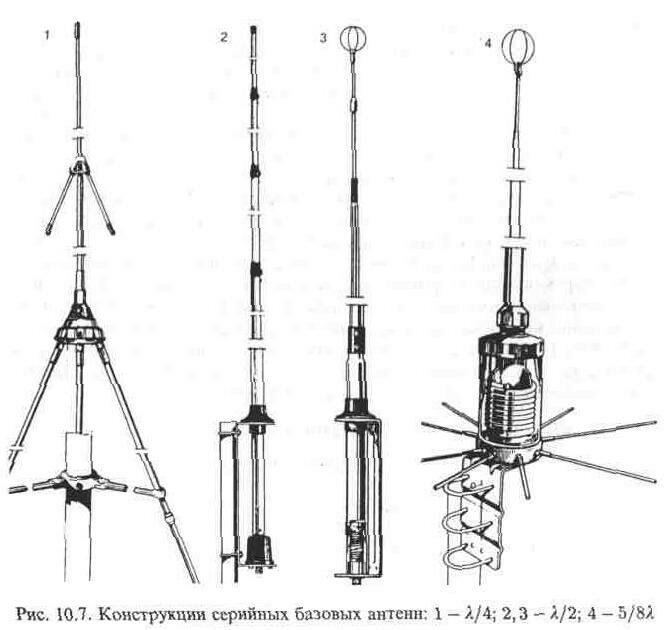 1
2
3
4
Рис. 10.7. Конструкции серийных базовых антенн: 1 – λ/4; 2,3 – λ/2; 4 – 5/8λ